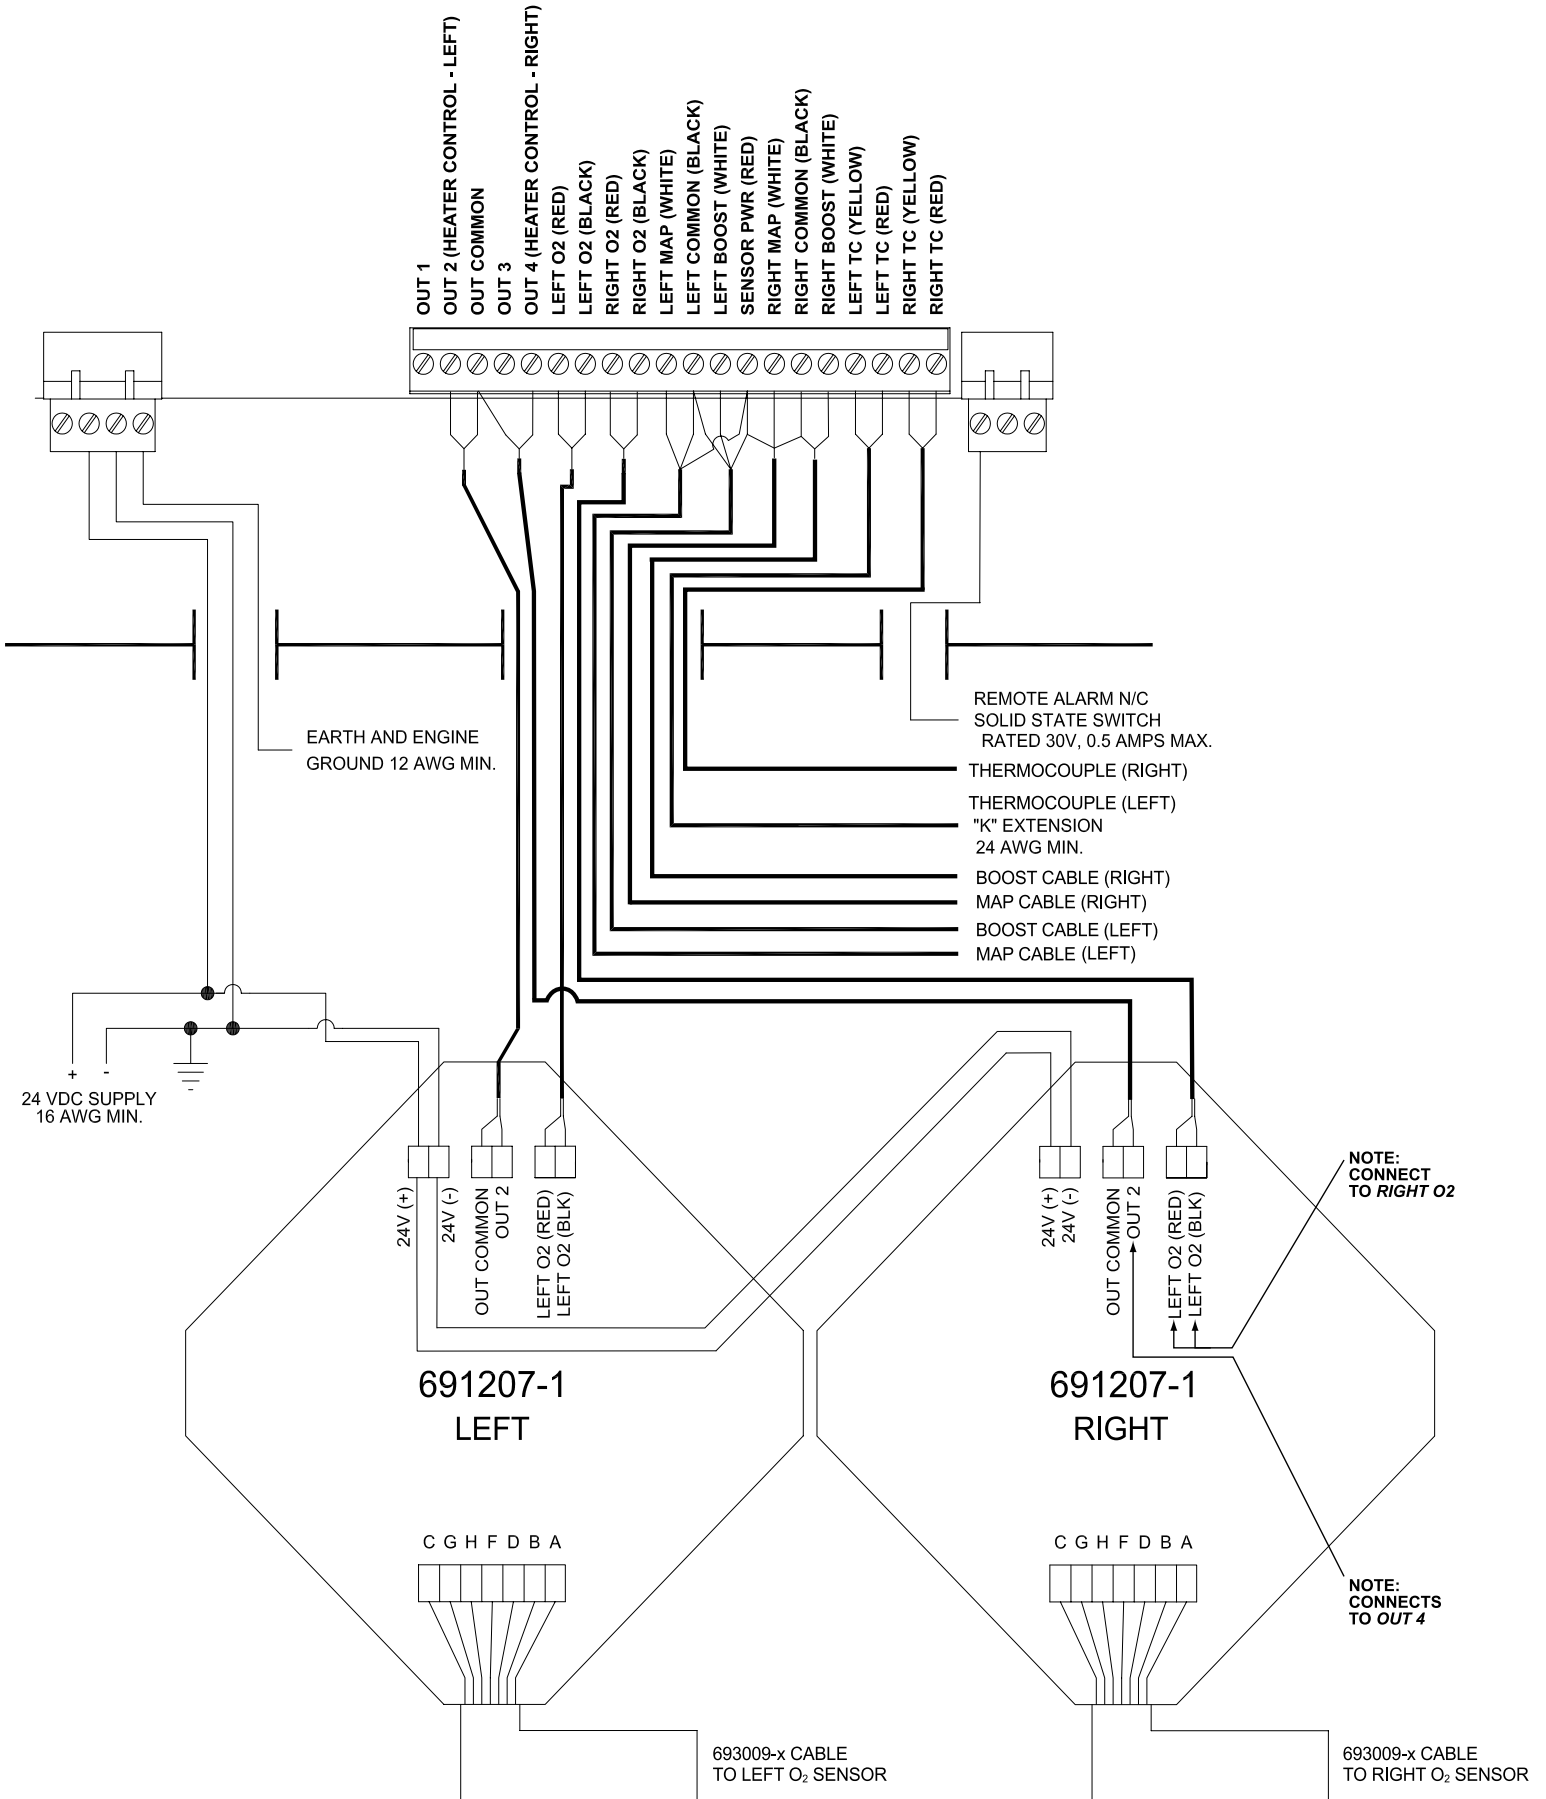 OUT 1
OUT 2 (HEATER CONTROL - LEFT)
OUT COMMON
OUT 3
OUT 4 (HEATER CONTROL - RIGHT)
LEFT O2 (RED)
LEFT O2 (BLACK)
RIGHT O2 (RED)
RIGHT O2 (BLACK)
LEFT MAP (WHITE)
LEFT COMMON (BLACK)
LEFT BOOST (WHITE)
SENSOR PWR (RED)
RIGHT MAP (WHITE)
RIGHT COMMON (BLACK)
RIGHT BOOST (WHITE)
LEFT TC (YELLOW)
LEFT TC (RED)
RIGHT TC (YELLOW)
RIGHT TC (RED)
EARTH AND ENGINE
GROUND 12 AWG MIN.
REMOTE ALARM N/C
SOLID STATE SWITCH
RATED 30V, 0.5 AMPS MAX.
THERMOCOUPLE (RIGHT)
THERMOCOUPLE (LEFT)
"K" EXTENSION
24 AWG MIN.
BOOST CABLE (RIGHT)
MAP CABLE (RIGHT)
BOOST CABLE (LEFT)
MAP CABLE (LEFT)
+ -
24 VDC SUPPLY
16 AWG MIN.
24V (+)
24V (-)
OUT COMMON
OUT 2
LEFT O2 (RED)
LEFT O2 (BLK)
24V (+)
24V (-)
OUT COMMON
OUT 2
LEFT O2 (RED)
LEFT O2 (BLK)
NOTE:
CONNECT
TO RIGHT O2
691207-1
LEFT
691207-1
RIGHT
C G H F D B A
C G H F D B A
NOTE:
CONNECTS
TO OUT 4
693009-x CABLE
TO LEFT O₂ SENSOR
693009-x CABLE
TO RIGHT O₂ SENSOR